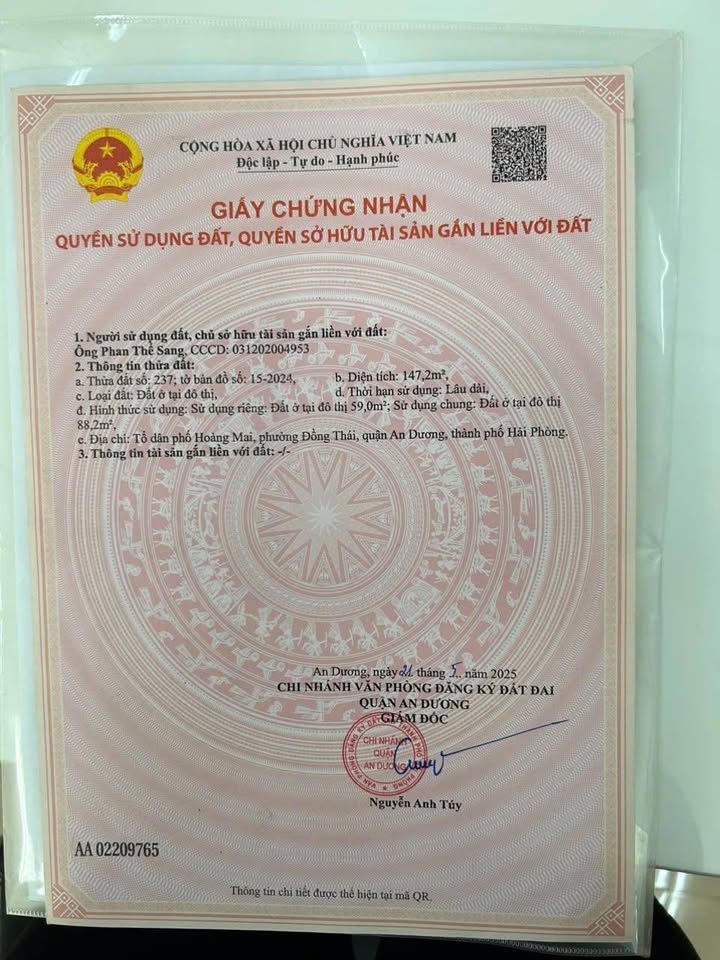 CỘNG HÒA XÃ HỘI CHỦ NGHĨA VIỆT NAM
Độc lập - Tự do - Hạnh phúc
GIẤY CHỨNG NHẬN
QUYỀN SỬ DỤNG ĐẤT, QUYỀN SỞ HỮU TÀI SẢN GẮN LIỀN VỚI ĐẤT
1. Người sử dụng đất, chủ sở hữu tài sản gắn liền với đất:
Ông Phan Thế Sang, CCCD: 031202004953
2. Thông tin thửa đất:
a. Thửa đất số: 237; tờ bản đồ số: 15-2024, b. Diện tích: 147,2m²,
c. Loại đất: Đất ở tại đô thị, d. Thời hạn sử dụng: Lâu dài,
đ. Hình thức sử dụng: Sử dụng riêng: Đất ở tại đô thị 59,0m²; Sử dụng chung: Đất ở tại đô thị
88,2m²,
e. Địa chỉ: Tổ dân phố Hoàng Mai, phường Đồng Thái, quận An Dương, thành phố Hải Phòng.
3. Thông tin tài sản gắn liền với đất: -/-
An Dương, ngày 21 tháng 5 năm 2025
CHI NHÁNH VĂN PHÒNG ĐĂNG KÝ ĐẤT ĐAI
QUẬN AN DƯƠNG
GIÁM ĐỐC
CHI NHÁNH
QUẬN
AN DƯƠNG
Nguyễn Anh Túy
AA 02209765
Thông tin chi tiết được thể hiện tại mã QR.